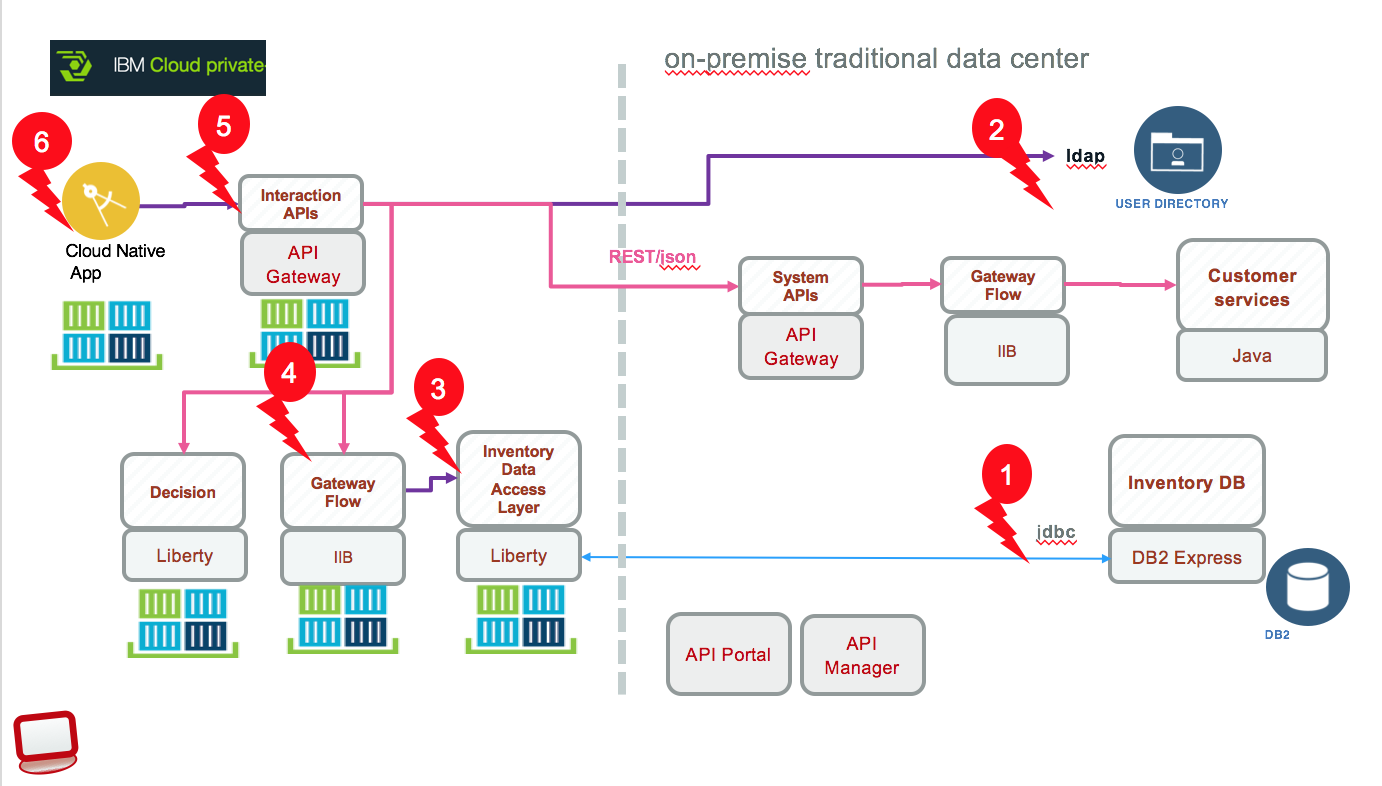 IBM Cloud private
on-premise traditional data center
6
5
2
ldap
USER DIRECTORY
Cloud Native
App
Interaction
APIs
API
Gateway
REST/json
System
APIs
API
Gateway
Gateway
Flow
IIB
Customer
services
Java
4
3
1
Decision
Liberty
Gateway
Flow
IIB
Inventory
Data
Access
Layer
Liberty
jdbc
Inventory DB
DB2 Express
DB2
API Portal
API
Manager